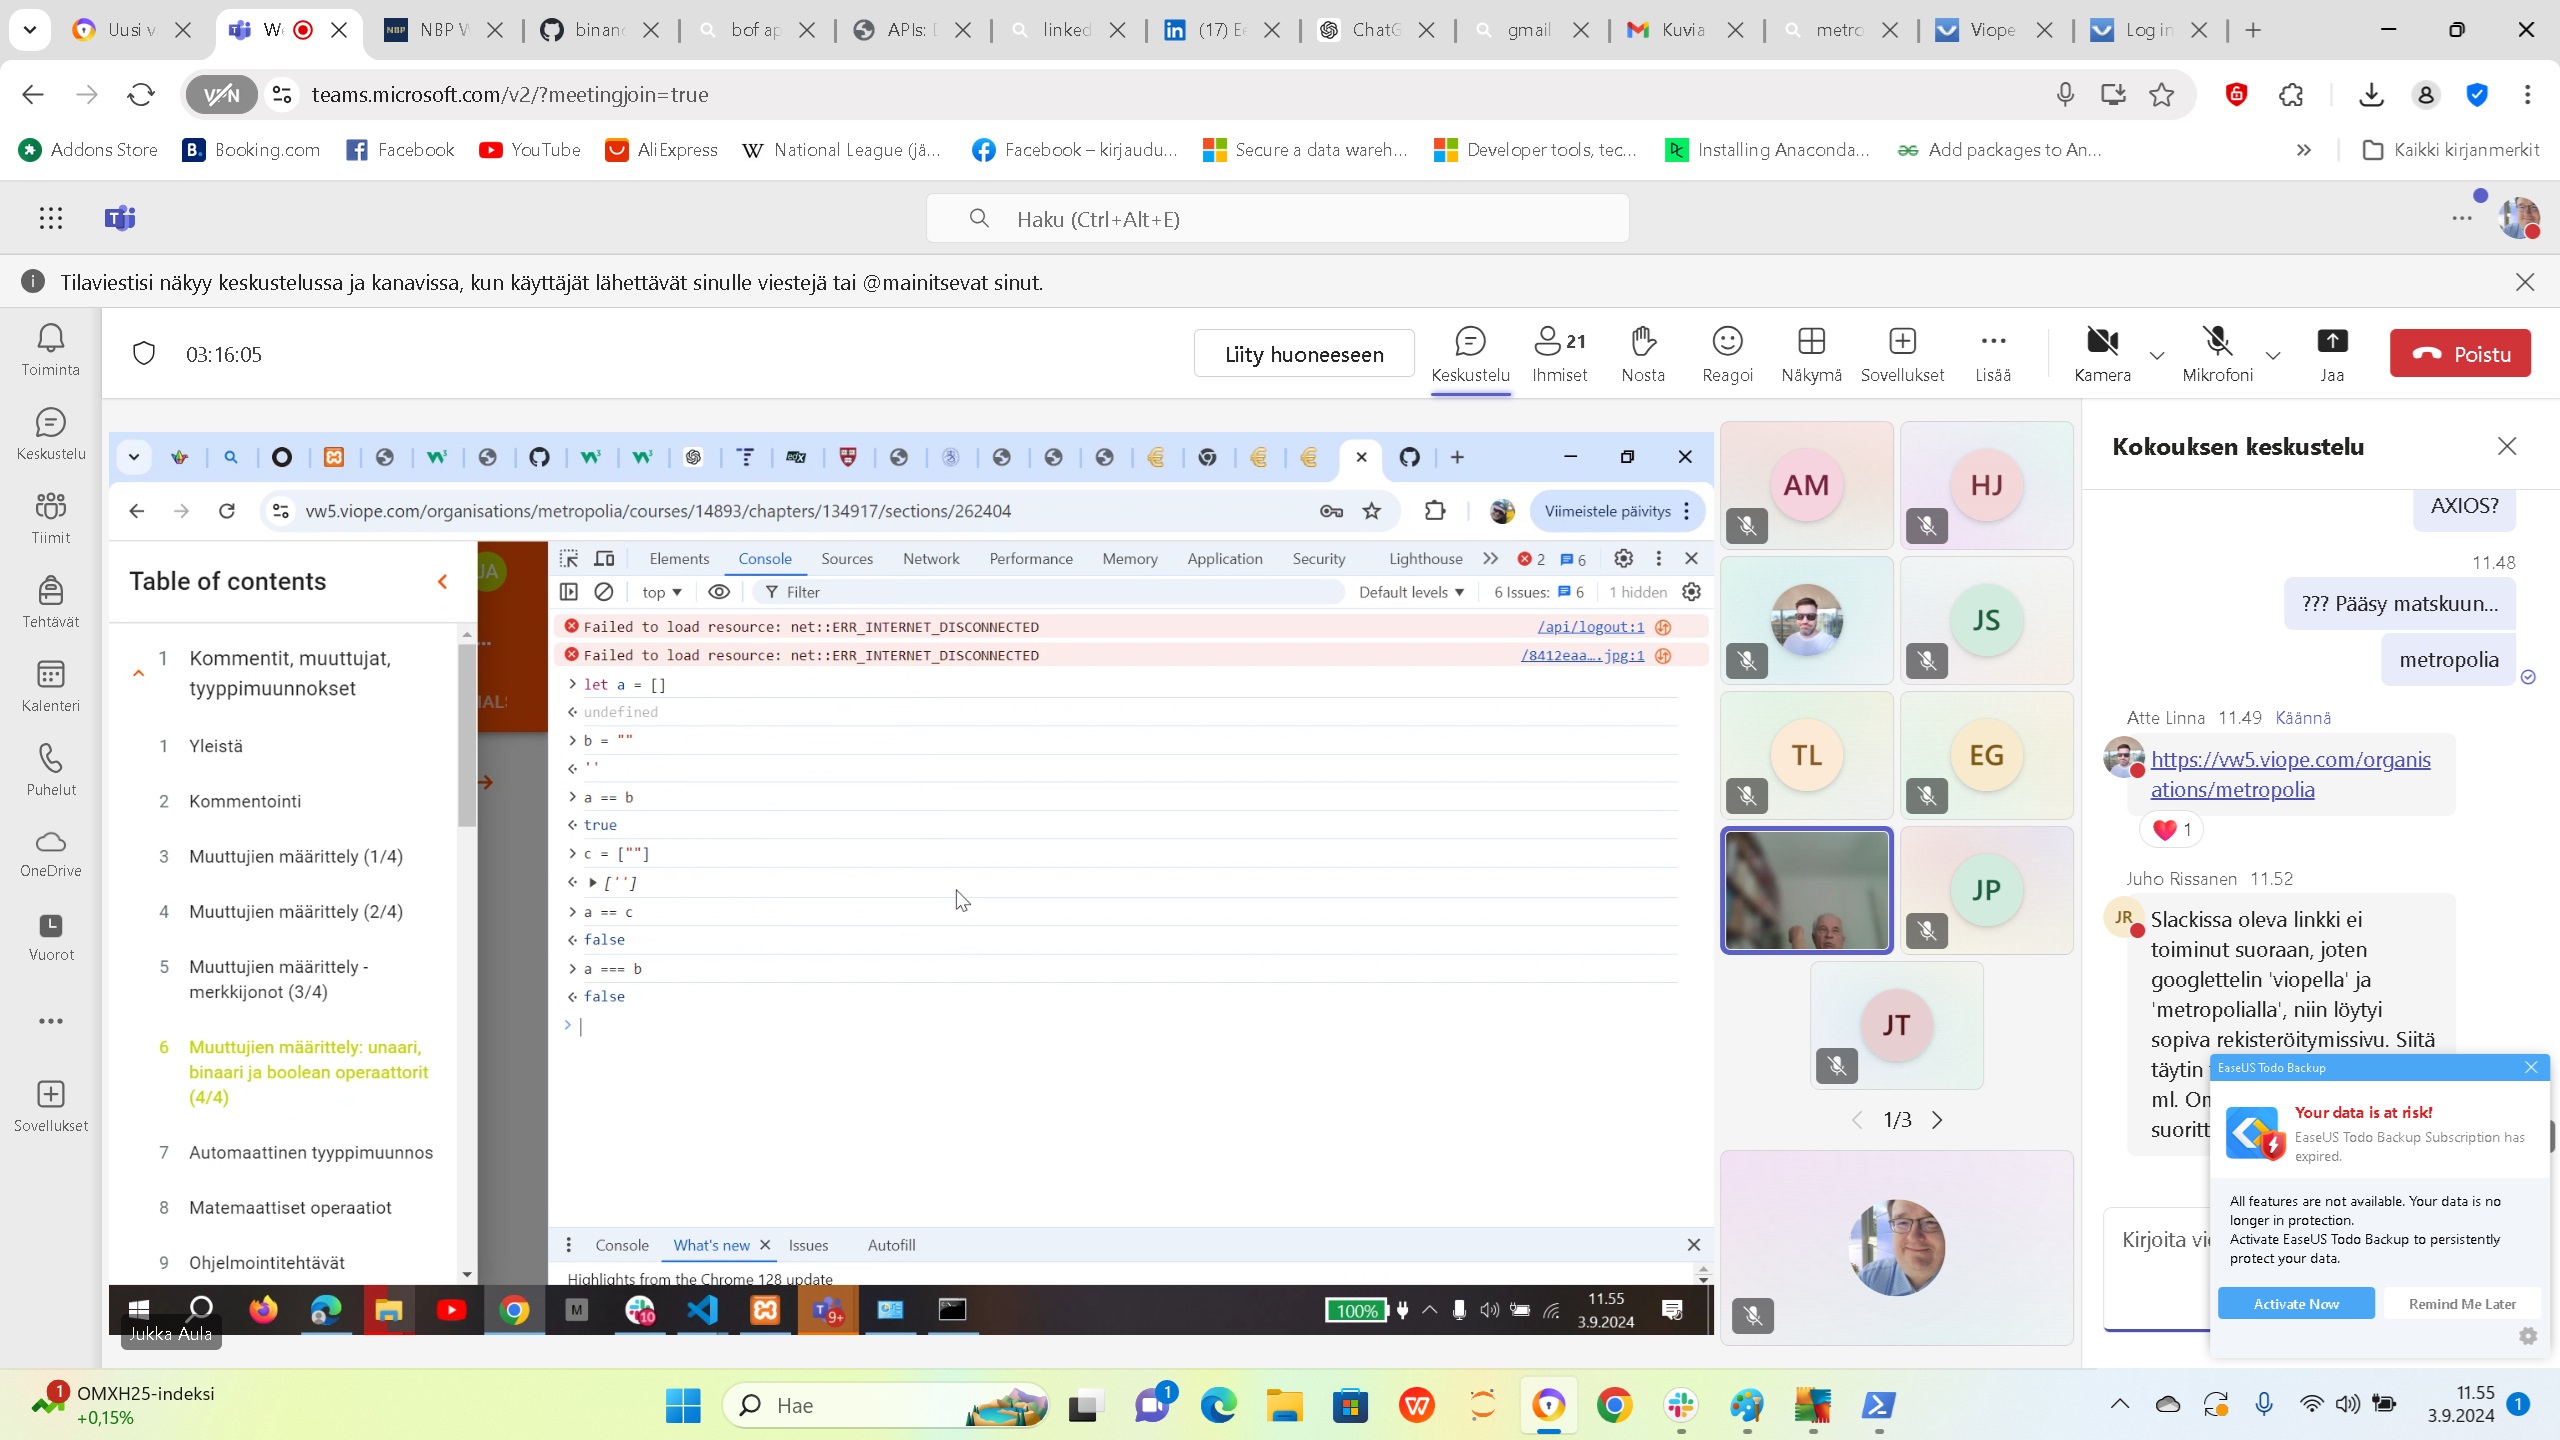 Uusi v
We
NBP W
binanc
bof ap
APIs: D
linked
(17) Ee
ChatG
gmail
Kuvia
metro
Viope
Log in
VPN
teams.microsoft.com/v2/?meetingjoin=true
Addons Store
Booking.com
Facebook
YouTube
AliExpress
National League (jä...
Facebook – kirjaudu...
Secure a data wareh...
Developer tools, tec...
Installing Anaconda...
Add packages to An...
Kaikki kirjanmerkit
Haku (Ctrl+Alt+E)
Tilaviestisi näkyy keskustelussa ja kanavissa, kun käyttäjät lähettävät sinulle viestejä tai @mainitsevat sinut.
Toiminta
Keskustelu
Tiimit
Tehtävät
Kalenteri
Puhelut
OneDrive
Vuorot
Sovellukset
03:16:05
Liity huoneeseen
Keskustelu
21
Ihmiset
Nosta
Reagoi
Näkymä
Sovellukset
Lisää
Kamera
Mikrofoni
Jaa
Poistu
vw5.viope.com/organisations/metropolia/courses/14893/chapters/134917/sections/262404
Viimeistele päivitys
Table of contents
1 Kommentit, muuttujat,
tyyppimuunnokset
1 Yleistä
2 Kommentointi
3 Muuttujien määrittely (1/4)
4 Muuttujien määrittely (2/4)
5 Muuttujien määrittely -
merkkijonot (3/4)
6 Muuttujien määrittely: unaari,
binaari ja boolean operaattorit
(4/4)
7 Automaattinen tyyppimuunnos
8 Matemaattiset operaatiot
9 Ohjelmointitehtävät
JA
Elements
Console
Sources
Network
Performance
Memory
Application
Security
Lighthouse
2
6
top
Filter
Default levels
6 Issues: 6
1 hidden
Failed to load resource: net::ERR_INTERNET_DISCONNECTED /api/logout:1
Failed to load resource: net::ERR_INTERNET_DISCONNECTED /8412eaa….jpg:1
> let a = []
undefined
> b = ""
''
> a == b
true
> c = [""]
['']
> a == c
false
> a === b
false
>
Console
What's new
Issues
Autofill
Highlights from the Chrome 128 update
10
9+
100%
11.55
3.9.2024
Jukka Aula
AM
HJ
JS
TL
EG
JP
JT
1/3
Kokouksen keskustelu
AXIOS?
11.48
??? Pääsy matskuun...
metropolia
Atte Linna 11.49 Käännä
https://vw5.viope.com/organis
ations/metropolia
1
Juho Rissanen 11.52
JR
Slackissa oleva linkki ei
toiminut suoraan, joten
googlettelin 'viopella' ja
'metropolialla', niin löytyi
sopiva rekisteröitymissivu. Siitä
täytin
ml. On
suoritt
Kirjoita vie
EaseUS Todo Backup
Your data is at risk!
EaseUS Todo Backup Subscription has
expired.
All features are not available. Your data is no
longer in protection.
Activate EaseUS Todo Backup to persistently
protect your data.
Activate Now
Remind Me Later
1
OMXH25-indeksi
+0,15%
Hae
1
11.55
3.9.2024
1